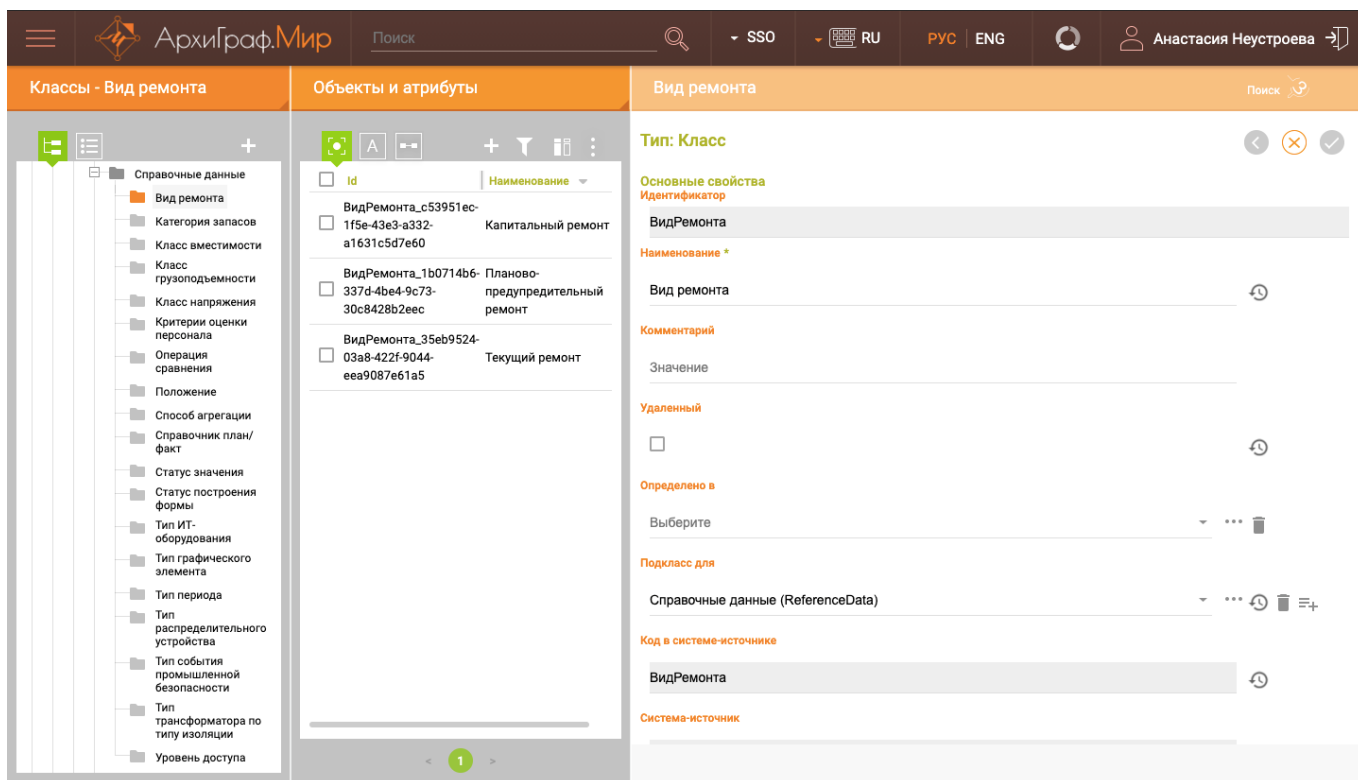 АрхиГраф.Мир
Поиск
SSO
RU
РУС
ENG
Анастасия Неустроева
Классы - Вид ремонта
Объекты и атрибуты
Вид ремонта
Поиск
Справочные данные
Вид ремонта
Категория запасов
Класс вместимости
Класс
грузоподъемности
Класс напряжения
Критерии оценки
персонала
Операция
сравнения
Положение
Способ агрегации
Справочник план/
факт
Статус значения
Статус построения
формы
Тип ИТ-
оборудования
Тип графического
элемента
Тип периода
Тип
распределительного
устройства
Тип события
промышленной
безопасности
Тип
трансформатора по
типу изоляции
Уровень доступа
A
Id
Наименование
ВидРемонта_c53951ec-
1f5e-43e3-a332-
a1631c5d7e60
Капитальный ремонт
ВидРемонта_1b0714b6-
337d-4be4-9c73-
30c8428b2eec
Планово-
предупредительный
ремонт
ВидРемонта_35eb9524-
03a8-422f-9044-
eea9087e61a5
Текущий ремонт
< 1 >
Тип: Класс
Основные свойства
Идентификатор
ВидРемонта
Наименование *
Вид ремонта
Комментарий
Значение
Удаленный
Определено в
Выберите
Подкласс для
Справочные данные (ReferenceData)
Код в системе-источнике
ВидРемонта
Система-источник